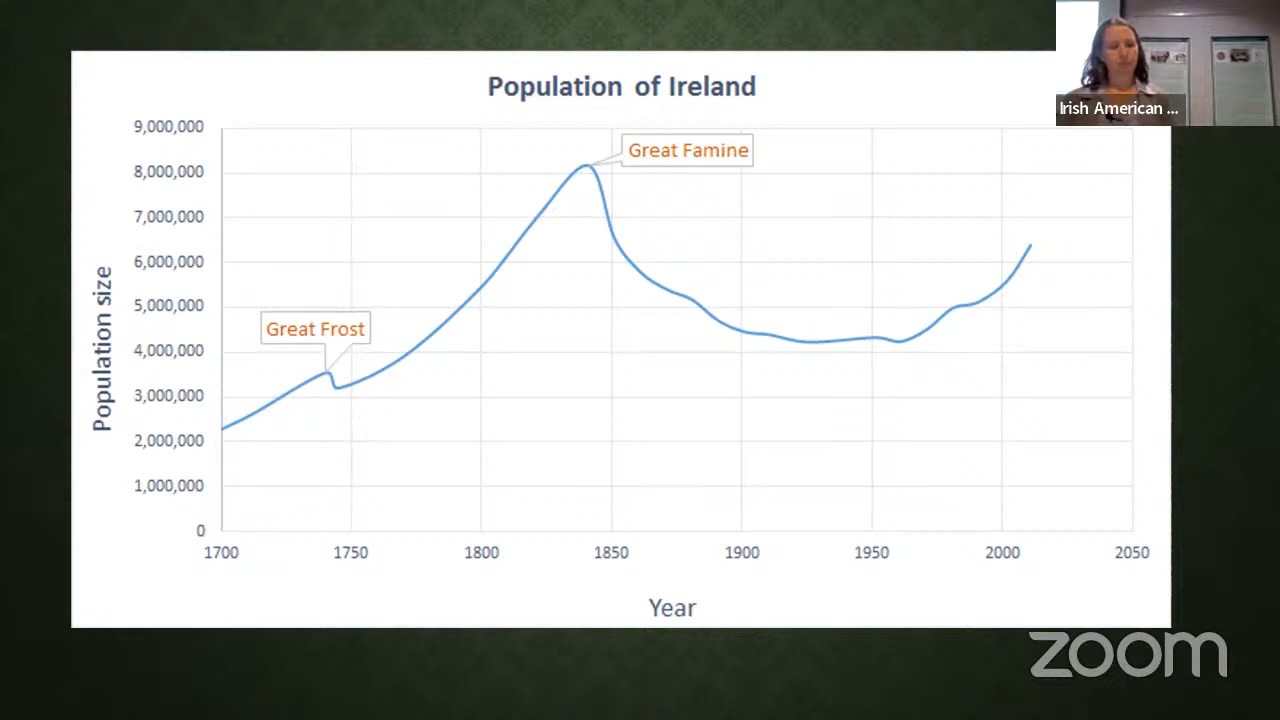 Population of Ireland
Irish American ...
9,000,000
Great Famine
8,000,000
7,000,000
6,000,000
5,000,000
Great Frost
4,000,000
3,000,000
2,000,000
1,000,000
0
Population size
1700 1750 1800 1850 1900 1950 2000 2050
Year
zoom